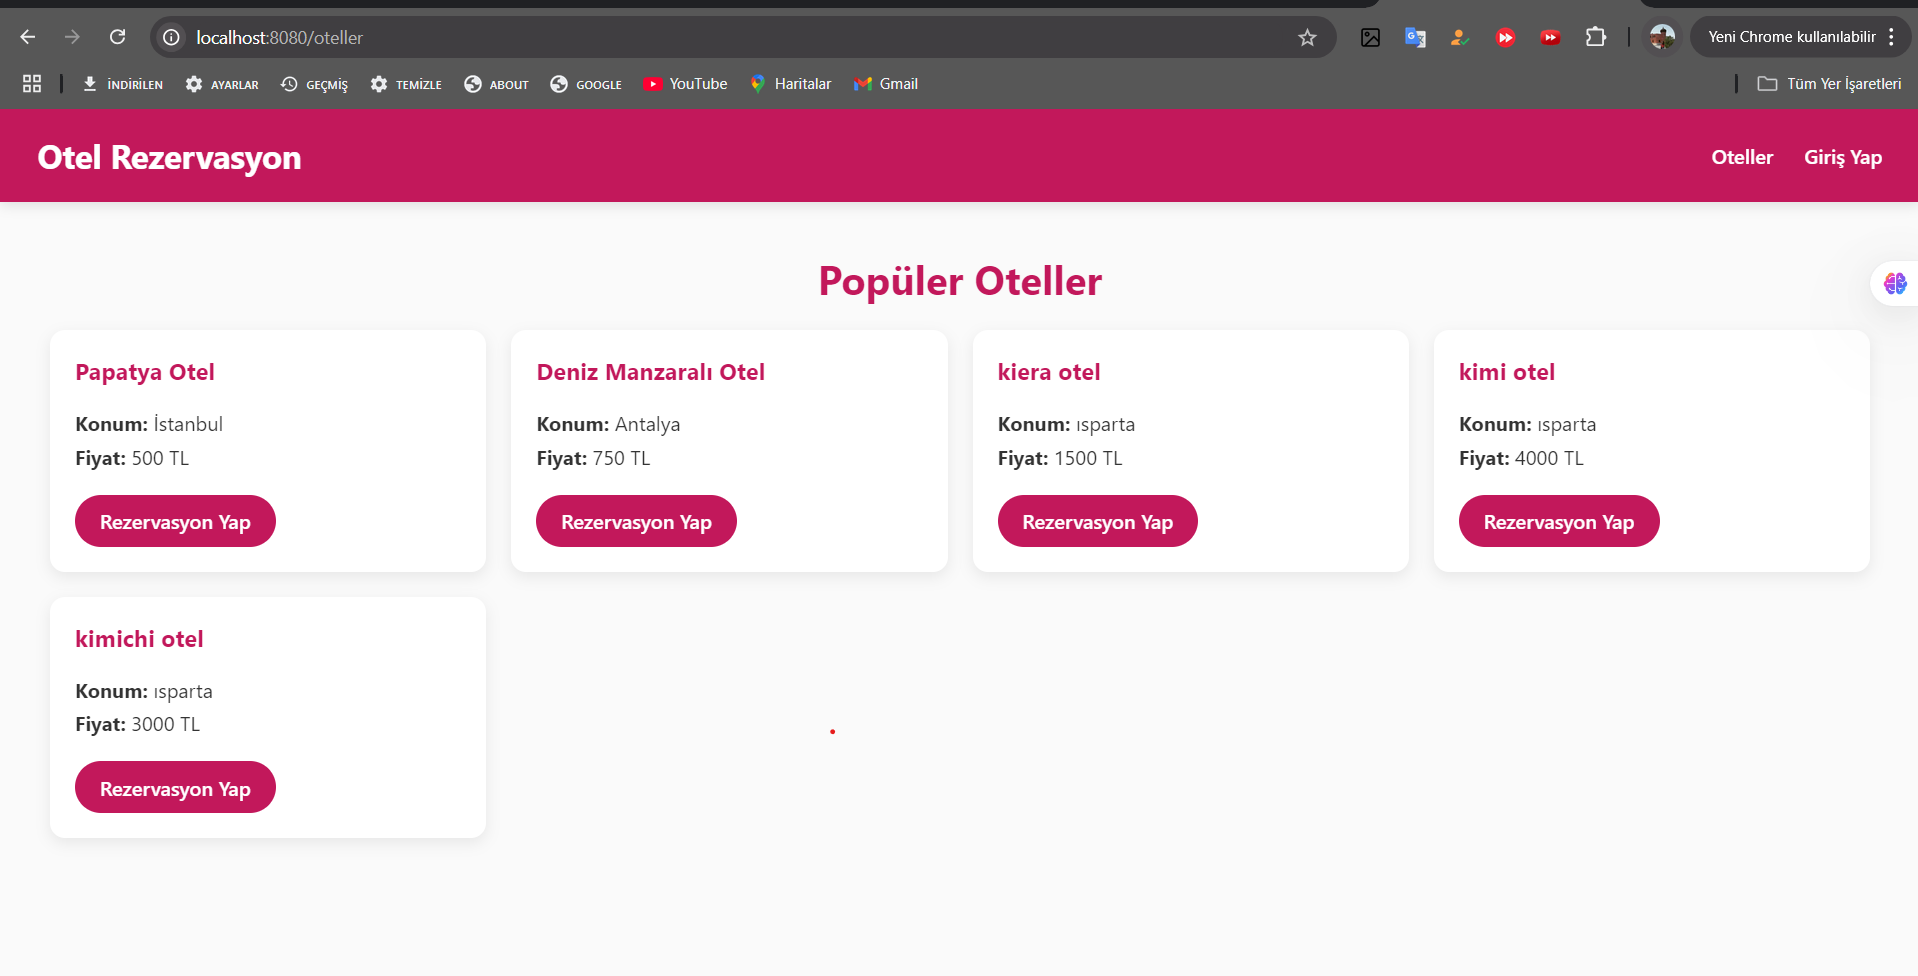 localhost:8080/oteller
Yeni Chrome kullanılabilir
İNDİRİLEN AYARLAR GEÇMİŞ TEMİZLE ABOUT GOOGLE YouTube Haritalar Gmail Tüm Yer İşaretleri
Otel Rezervasyon Oteller Giriş Yap
Popüler Oteller
Papatya Otel
Konum: İstanbul
Fiyat: 500 TL
Rezervasyon Yap
Deniz Manzaralı Otel
Konum: Antalya
Fiyat: 750 TL
Rezervasyon Yap
kiera otel
Konum: ısparta
Fiyat: 1500 TL
Rezervasyon Yap
kimi otel
Konum: ısparta
Fiyat: 4000 TL
Rezervasyon Yap
kimichi otel
Konum: ısparta
Fiyat: 3000 TL
Rezervasyon Yap